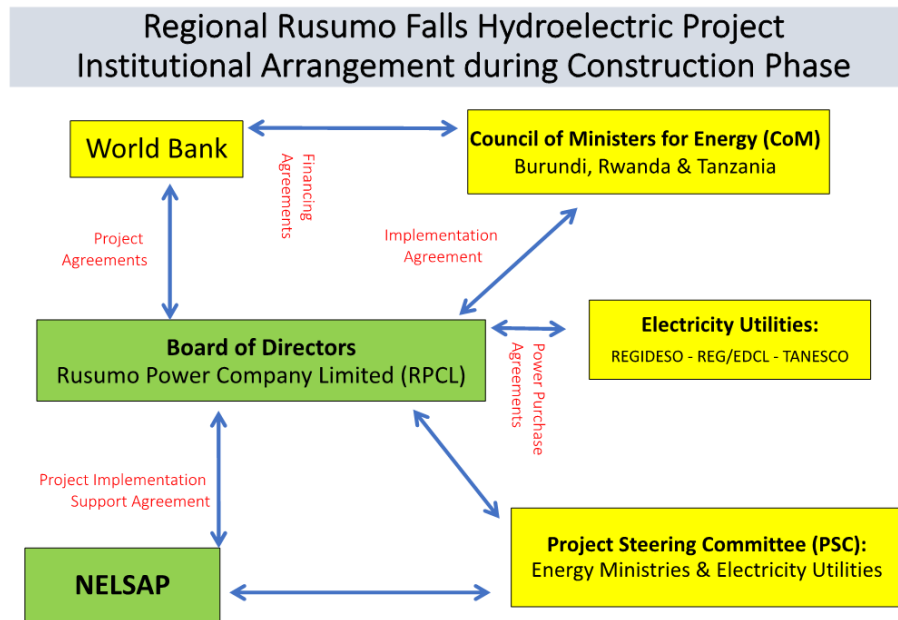 Regional Rusumo Falls Hydroelectric Project
Institutional Arrangement during Construction Phase
World Bank
Financing
Agreements
Council of Ministers for Energy (CoM)
Burundi, Rwanda & Tanzania
Project
Agreements
Implementation
Agreement
Board of Directors
Rusumo Power Company Limited (RPCL)
Power Purchase
Agreements
Electricity Utilities:
REGIDESO - REG/EDCL - TANESCO
Project Implementation
Support Agreement
NELSAP
Project Steering Committee (PSC):
Energy Ministries & Electricity Utilities